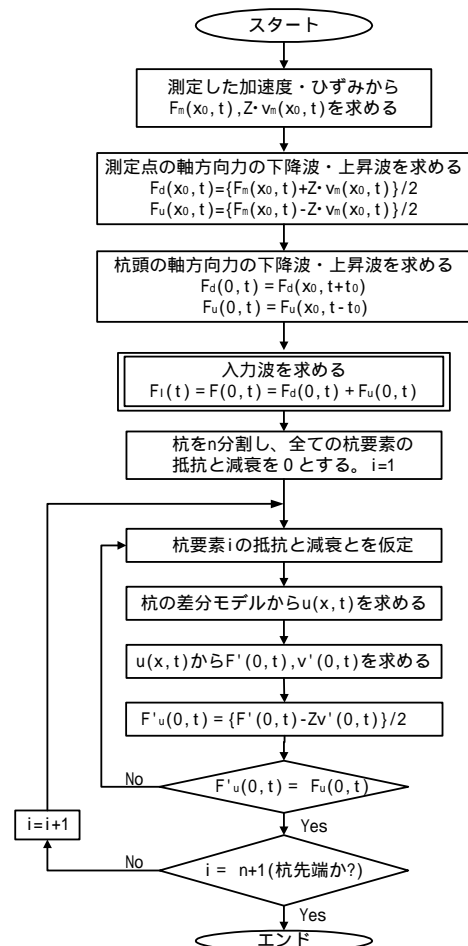 スタート
測定した加速度・ひずみから
Fm(x0,t),Z・vm(x0,t)を求める
測定点の軸方向力の下降波・上昇波を求める
Fd(x0,t)={Fm(x0,t)+Z・vm(x0,t)}/2
Fu(x0,t)={Fm(x0,t)-Z・vm(x0,t)}/2
杭頭の軸方向力の下降波・上昇波を求める
Fd(0,t)=Fd(x0,t+t0)
Fu(0,t)=Fu(x0,t-t0)
入力波を求める
FI(t)=F(0,t)=Fd(0,t)+Fu(0,t)
杭をn分割し、全ての杭要素の
抵抗と減衰を0とする。i=1
杭要素iの抵抗と減衰とを仮定
杭の差分モデルからu(x,t)を求める
u(x,t)からF'(0,t),v'(0,t)を求める
F'u(0,t)={F'(0,t)-Zv'(0,t)}/2
No
F'u(0,t)= Fu(0,t)
i=i+1
Yes
No
i= n+1(杭先端か?)
Yes
エンド